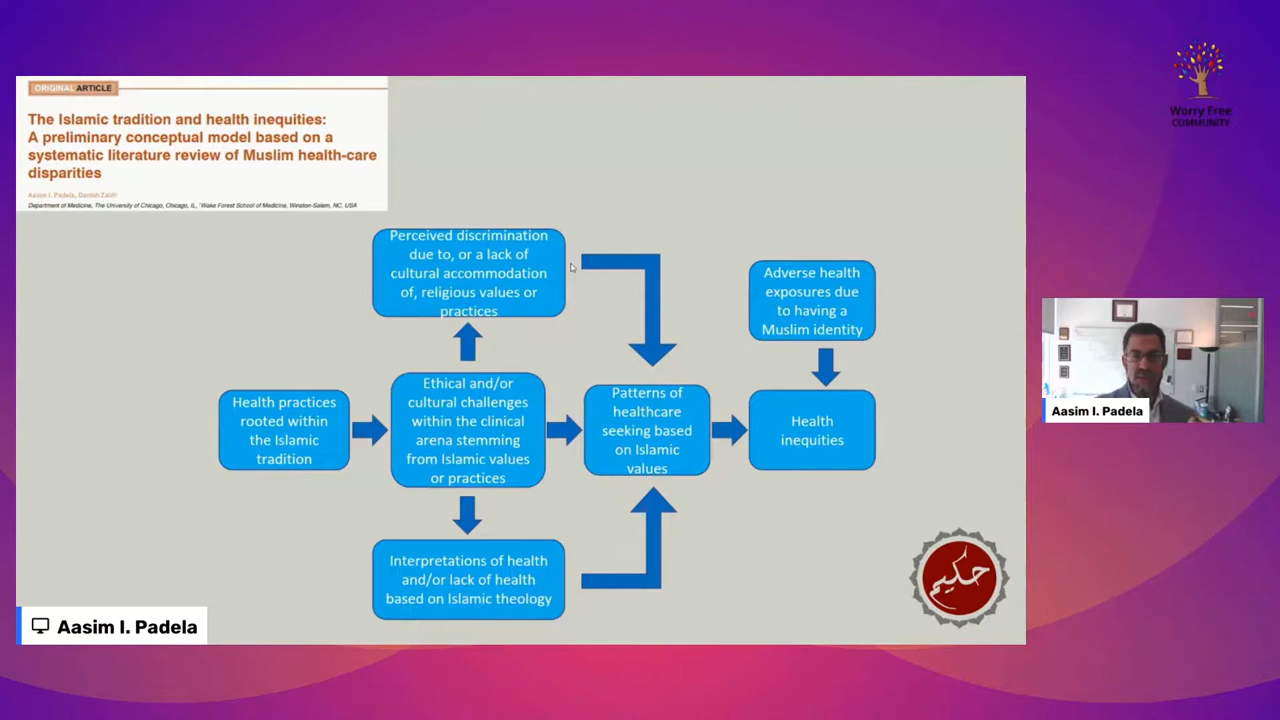 Worry Free
COMMUNITY
ORIGINAL ARTICLE
The Islamic tradition and health inequities:
A preliminary conceptual model based on a
systematic literature review of Muslim health-care
disparities
Aasim I. Padela, Danish Zaidi¹
Department of Medicine, The University of Chicago, Chicago, IL, ¹Wake Forest School of Medicine, Winston-Salem, NC, USA
Perceived discrimination
due to, or a lack of
cultural accommodation
of, religious values or
practices
Adverse health
exposures due
to having a
Muslim identity
Health practices
rooted within
the Islamic
tradition
Ethical and/or
cultural challenges
within the clinical
arena stemming
from Islamic values
or practices
Patterns of
healthcare
seeking based
on Islamic
values
Health
inequities
Interpretations of health
and/or lack of health
based on Islamic theology
حكيم
Aasim I. Padela
Aasim I. Padela